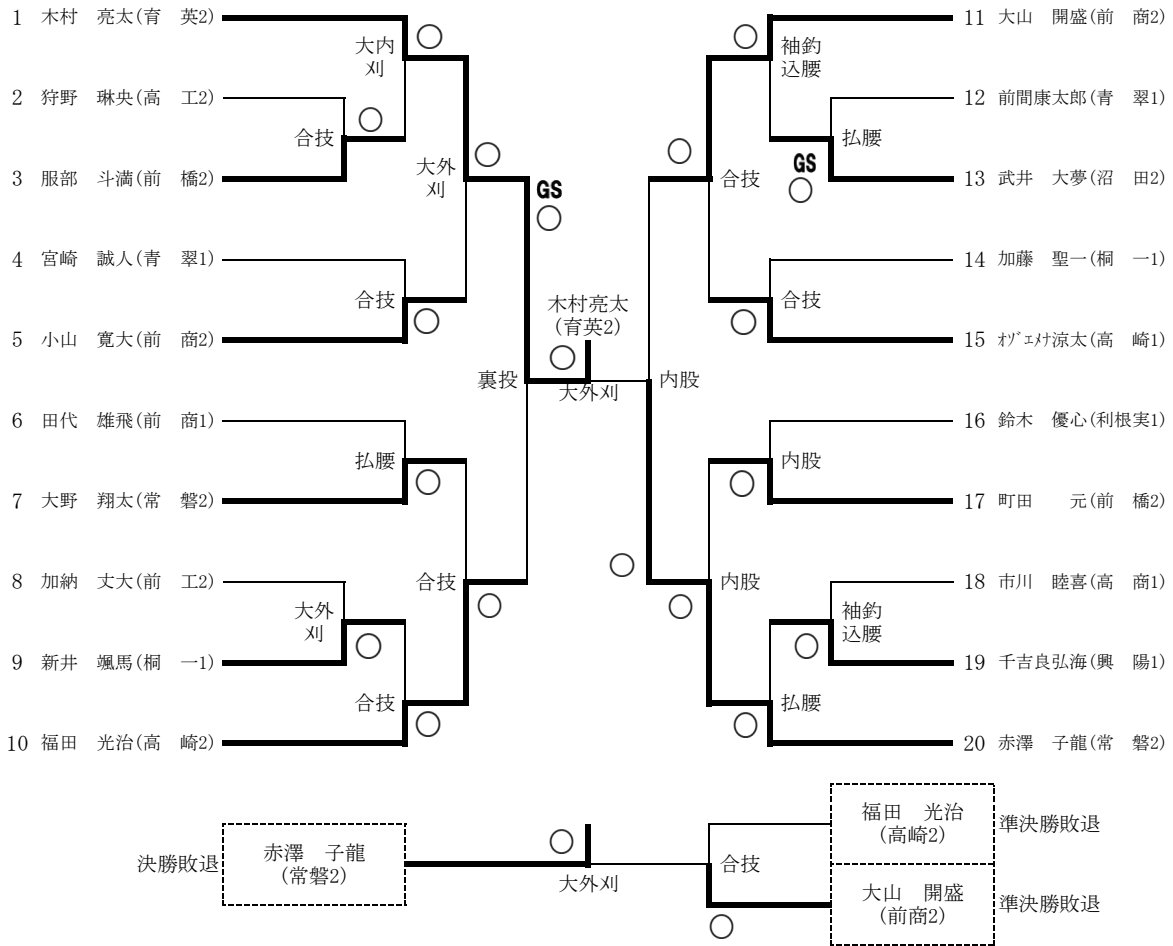 1 木村　亮太(育　英2)
2 狩野　琳央(高　工2)
3 服部　斗満(前　橋2)
4 宮崎　誠人(青　翠1)
5 小山　寛大(前　商2)
6 田代　雄飛(前　商1)
7 大野　翔太(常　磐2)
8 加納　丈大(前　工2)
9 新井　颯馬(桐　一1)
10 福田　光治(高　崎2)
大内
刈
合技
大外
刈
合技
払腰
大外
刈
合技
合技
GS
裏投
木村亮太
(育英2)
大外刈
内股
合技
内股
袖釣
込腰
払腰
GS
合技
内股
袖釣
込腰
払腰
11 大山　開盛(前　商2)
12 前間康太郎(青　翠1)
13 武井　大夢(沼　田2)
14 加藤　聖一(桐　一1)
15 ｵｼﾞｴﾒﾅ涼太(高　崎1)
16 鈴木　優心(利根実1)
17 町田　　元(前　橋2)
18 市川　睦喜(高　商1)
19 千吉良弘海(興　陽1)
20 赤澤　子龍(常　磐2)
決勝敗退
赤澤　子龍
(常磐2)
大外刈
合技
福田　光治
(高崎2)
準決勝敗退
大山　開盛
(前商2)
準決勝敗退